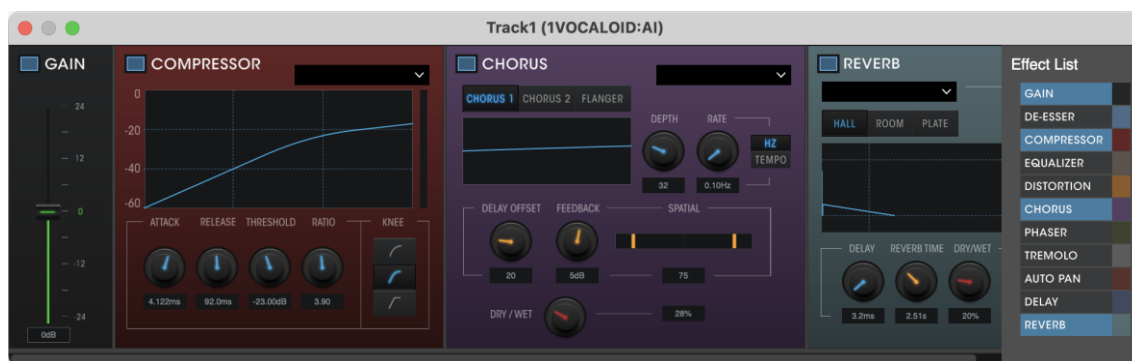 Track1 (1VOCALOID:AI)
GAIN
24
12
0
-12
-24
0dB
COMPRESSOR
0
-20
-40
-60
ATTACK RELEASE THRESHOLD RATIO KNEE
4.122ms 92.0ms -23.00dB 3.90
CHORUS
CHORUS 1 CHORUS 2 FLANGER
DEPTH RATE
HZ
TEMPO
32 0.10Hz
DELAY OFFSET FEEDBACK SPATIAL
20 5dB 75
DRY / WET 28%
REVERB
HALL ROOM PLATE
DELAY REVERB TIME DRY/WET
3.2ms 2.51s 20%
Effect List
GAIN
DE-ESSER
COMPRESSOR
EQUALIZER
DISTORTION
CHORUS
PHASER
TREMOLO
AUTO PAN
DELAY
REVERB